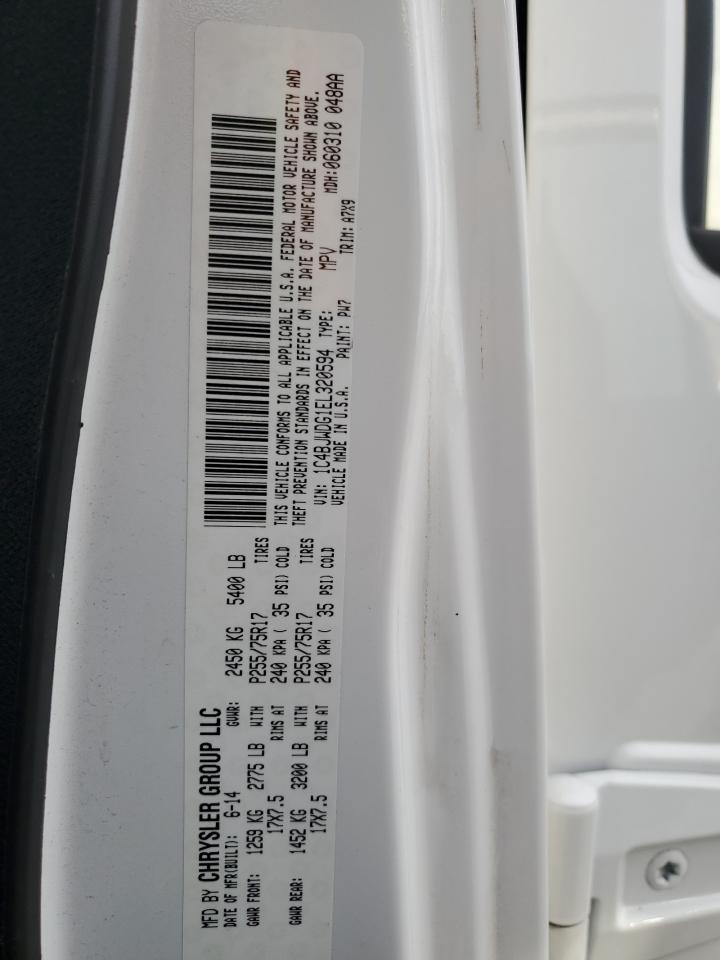 MFD BY CHRYSLER GROUP LLC
DATE OF MFR(BUILT): 6-14 GVWR: 2450 KG 5400 LB
GAWR FRONT: 1259 KG 2775 LB WITH P255/75R17 TIRES
17X7.5 RIMS AT 240 KPA ( 35 PSI) COLD
GAWR REAR: 1452 KG 3200 LB WITH P255/75R17 TIRES
17X7.5 RIMS AT 240 KPA ( 35 PSI) COLD
THIS VEHICLE CONFORMS TO ALL APPLICABLE U.S.A. FEDERAL MOTOR VEHICLE SAFETY AND
THEFT PREVENTION STANDARDS IN EFFECT ON THE DATE OF MANUFACTURE SHOWN ABOVE.
VIN: 1C4BJWDG1EL320594 TYPE: MPV MDH:060310 048AA
VEHICLE MADE IN U.S.A. PAINT: PW7 TRIM: A7X9